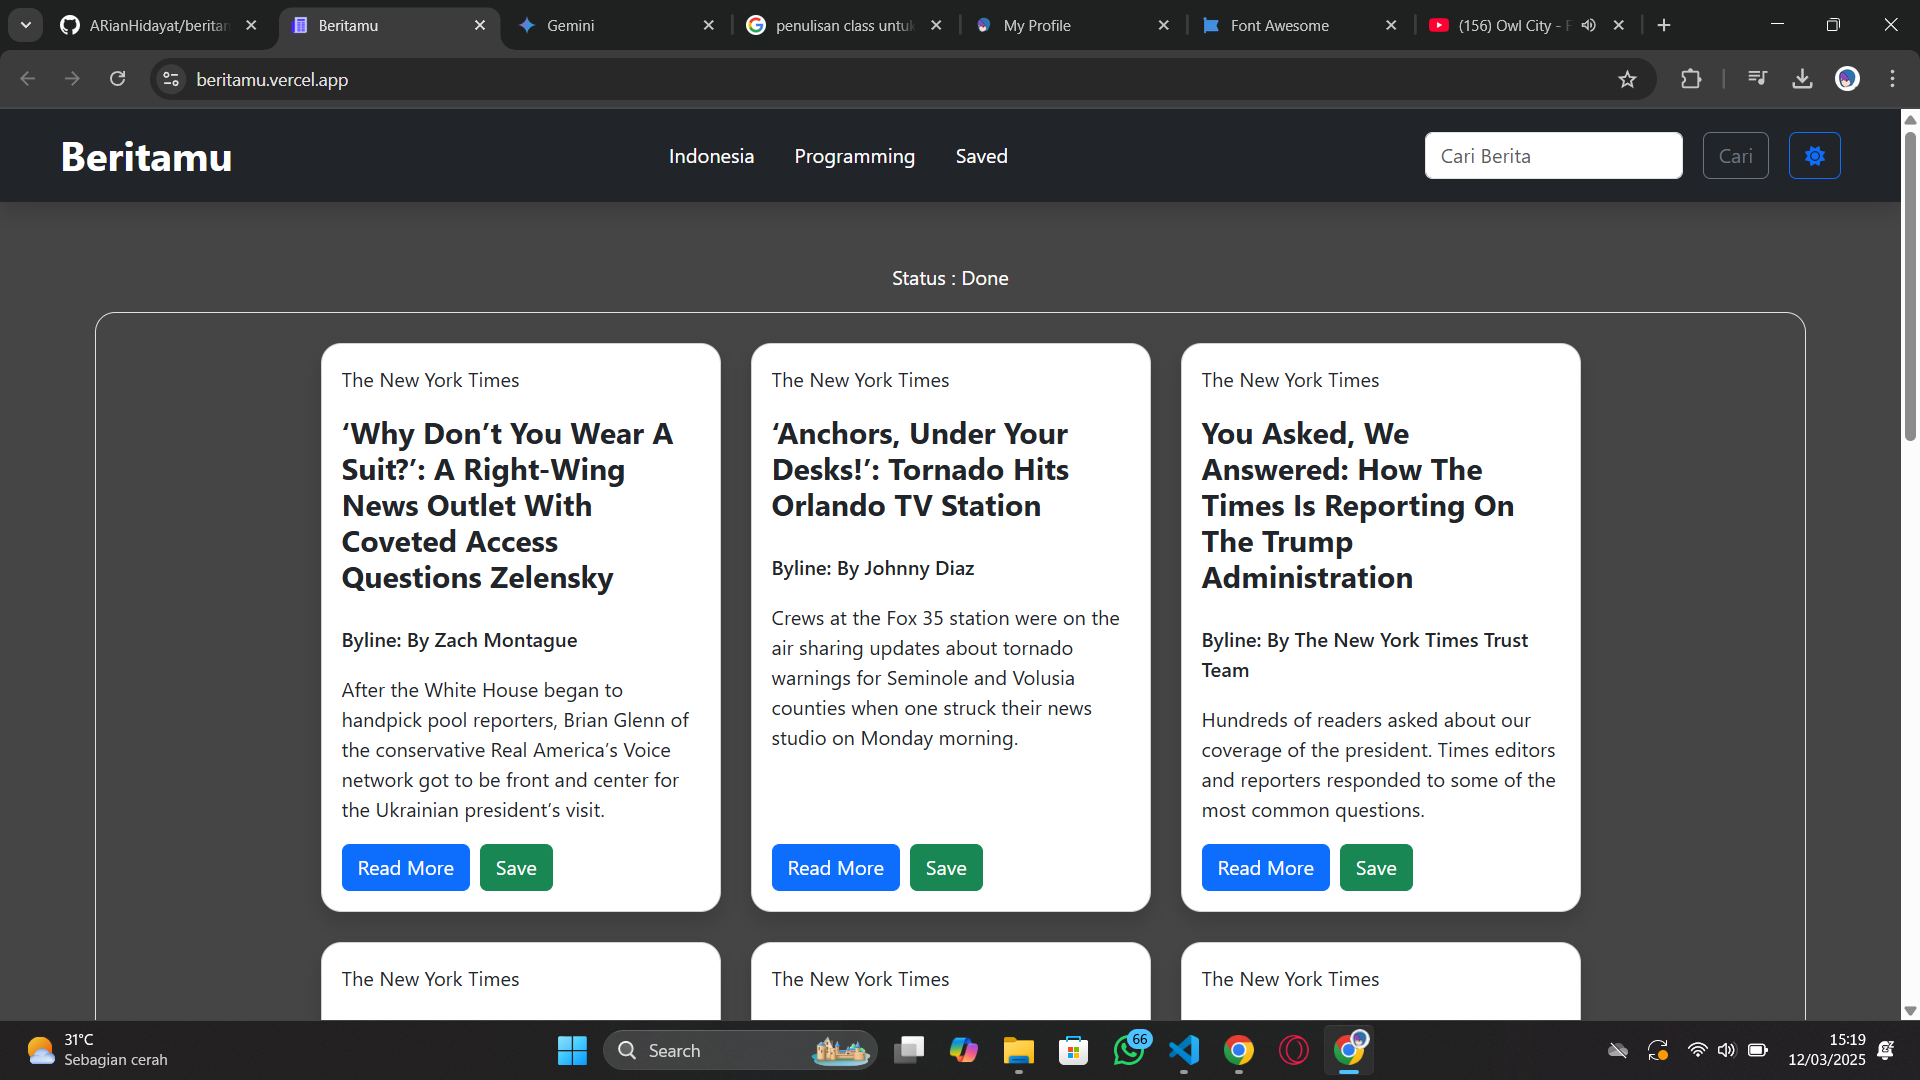 ARianHidayat/beritan
Beritamu
Gemini
penulisan class untuk
My Profile
Font Awesome
(156) Owl City - F
beritamu.vercel.app
Beritamu
Indonesia
Programming
Saved
Cari Berita
Cari
Status : Done
The New York Times
‘Why Don’t You Wear A
Suit?’: A Right-Wing
News Outlet With
Coveted Access
Questions Zelensky
Byline: By Zach Montague
After the White House began to
handpick pool reporters, Brian Glenn of
the conservative Real America’s Voice
network got to be front and center for
the Ukrainian president’s visit.
Read More
Save
The New York Times
‘Anchors, Under Your
Desks!’: Tornado Hits
Orlando TV Station
Byline: By Johnny Diaz
Crews at the Fox 35 station were on the
air sharing updates about tornado
warnings for Seminole and Volusia
counties when one struck their news
studio on Monday morning.
Read More
Save
The New York Times
You Asked, We
Answered: How The
Times Is Reporting On
The Trump
Administration
Byline: By The New York Times Trust
Team
Hundreds of readers asked about our
coverage of the president. Times editors
and reporters responded to some of the
most common questions.
Read More
Save
The New York Times
The New York Times
The New York Times
31°C
Sebagian cerah
Search
66
15:19
12/03/2025